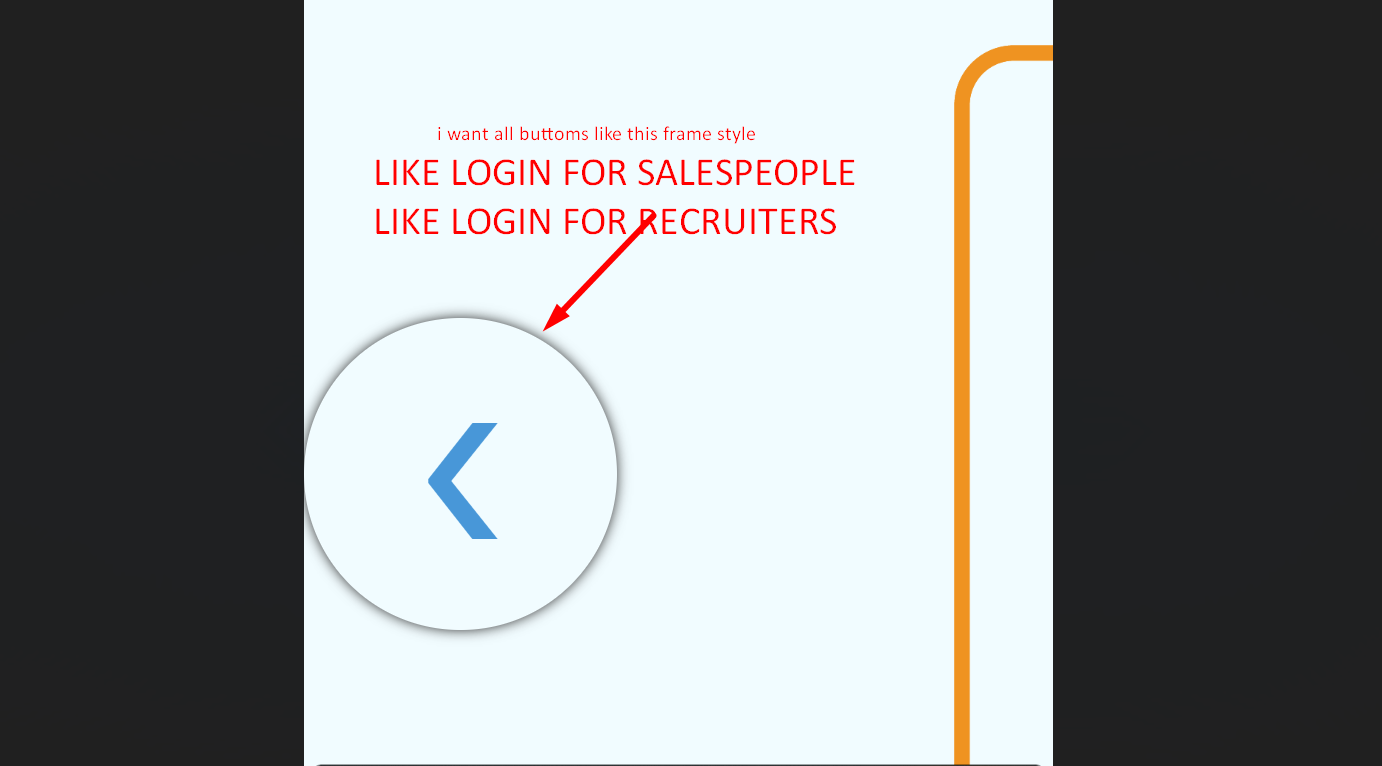 i want all buttoms like this frame style
LIKE LOGIN FOR SALESPEOPLE
LIKE LOGIN FOR RECRUITERS